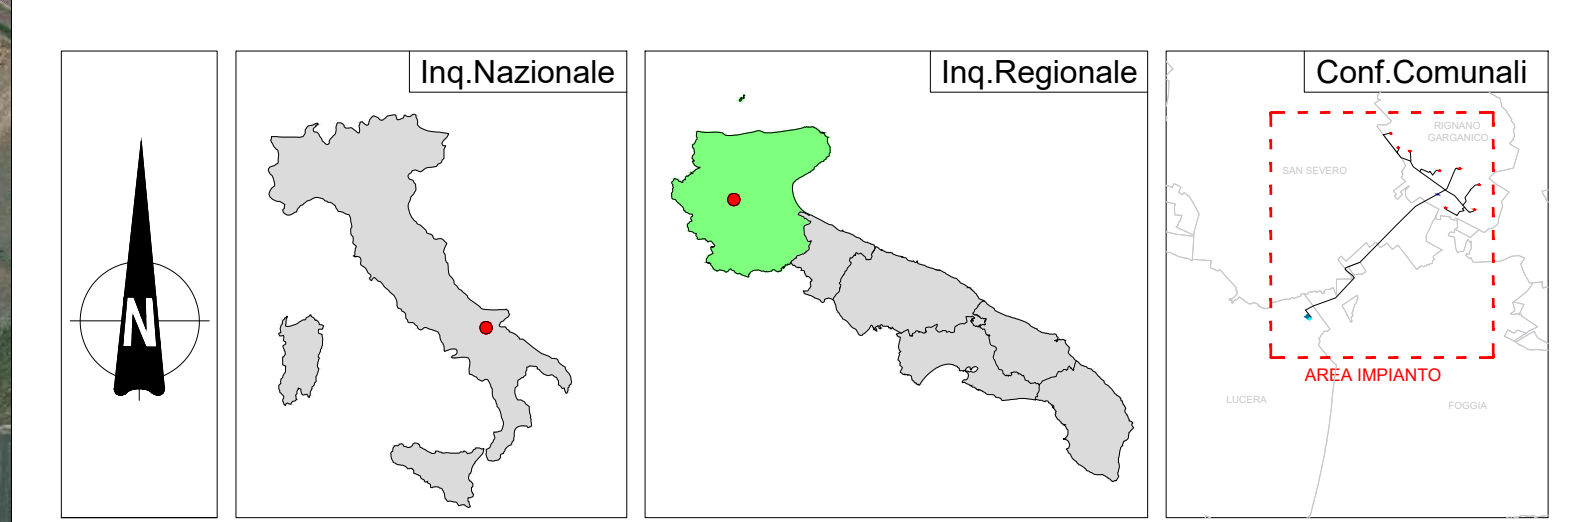 N
Inq.Nazionale
Inq.Regionale
Conf.Comunali
RIGNANO
GARGANICO
SAN SEVERO
AREA IMPIANTO
LUCERA
FOGGIA